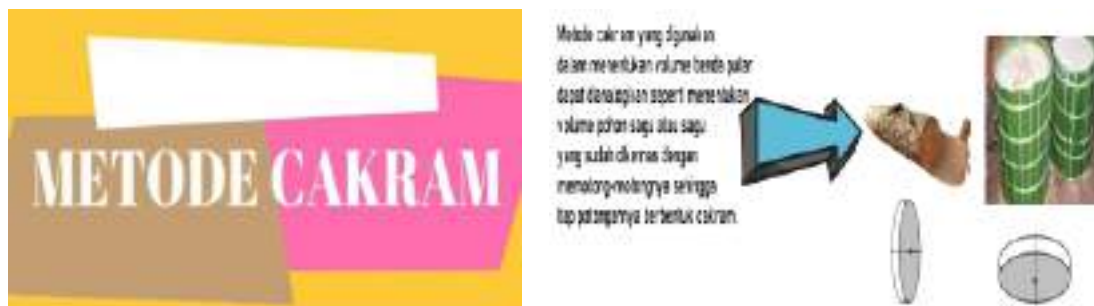 METODE CAKRAM
Metode cakram yang digunakan
dalam menentukan volume benda putar
dapat dianalogikan seperti menentukan
volume pohon sagu atau sagu
yang sudah dikemas dengan
memotong-motongnya sehingga
tiap potongannya berbentuk cakram.